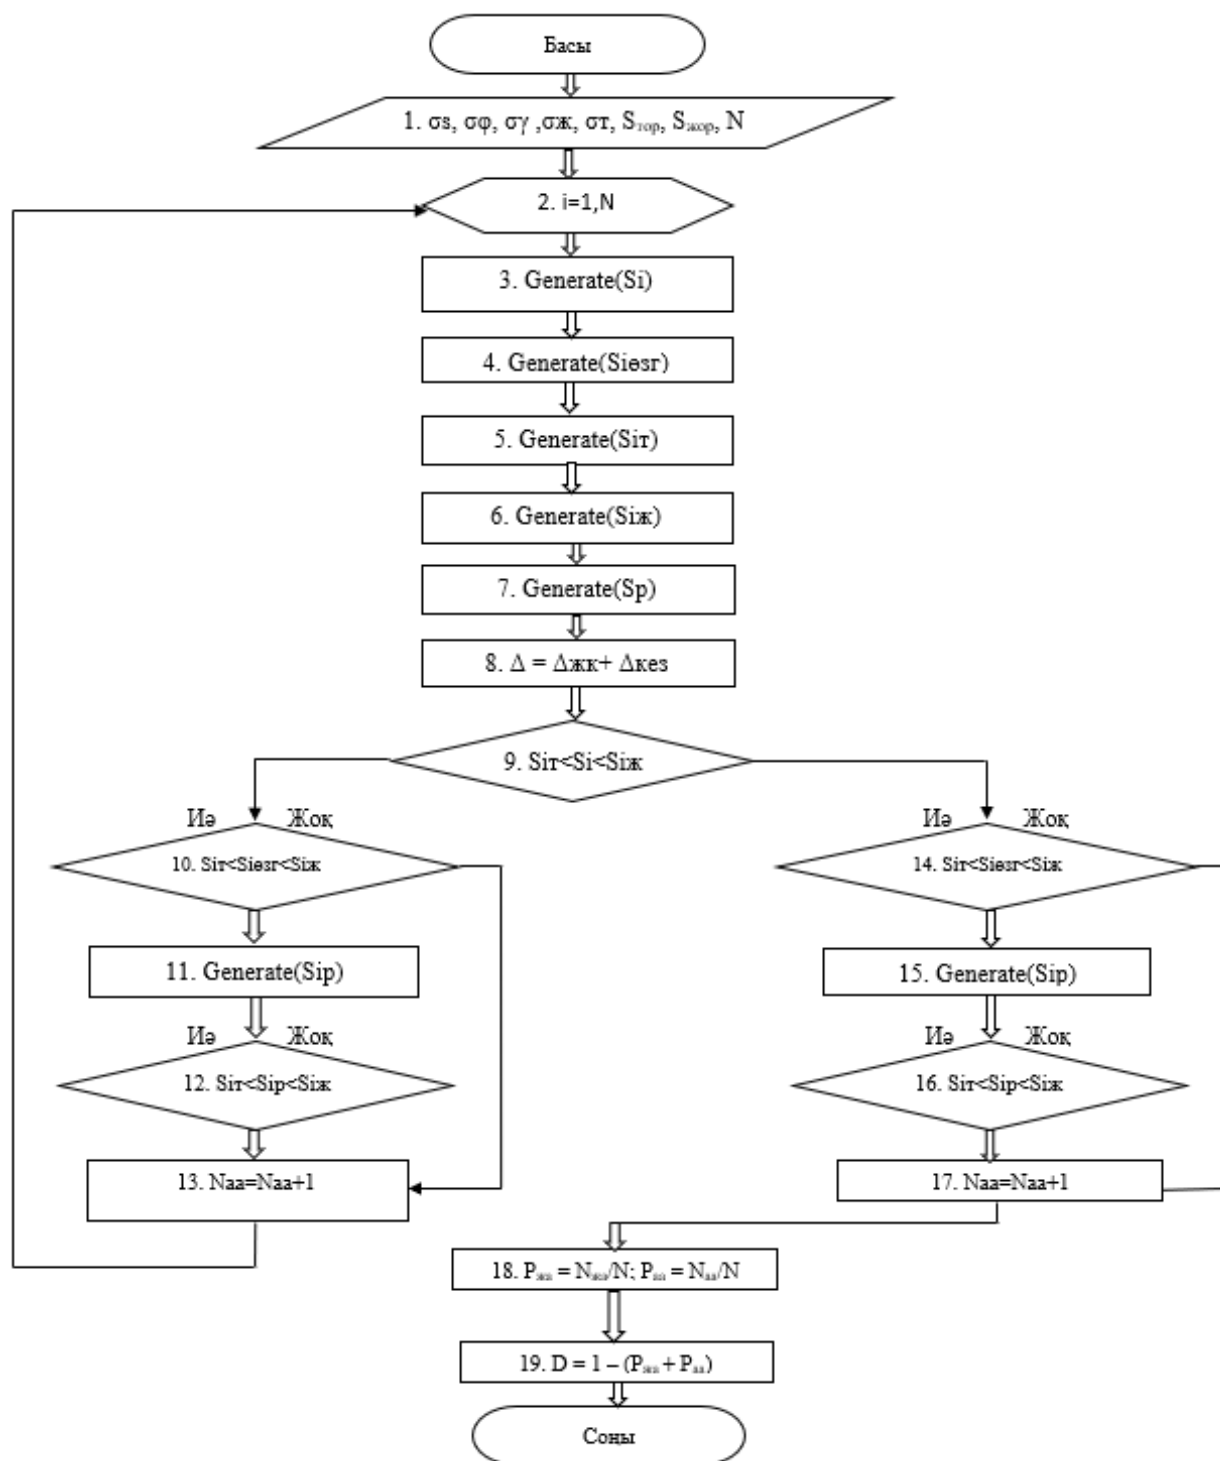 Басы
1. σs, σφ, σγ ,σж, στ, Sтор, Sжор, N
2. i=1,N
3. Generate(Si)
4. Generate(Siөзг)
5. Generate(Siт)
6. Generate(Siж)
7. Generate(Sp)
8. Δ = Δжк+ Δкез
9. Siт<Si<Siж
Иә Жоқ
10. Siт<Siөзг<Siж
11. Generate(Sip)
Иә Жоқ
12. Siт<Sip<Siж
13. Naa=Naa+1
Иә Жоқ
14. Siт<Siөзг<Siж
15. Generate(Sip)
Иә Жоқ
16. Siт<Sip<Siж
17. Naa=Naa+1
18. Pжа = Nжа/N; Pаа = Nаа/N
19. D = 1 – (Pжа + Pаа)
Соңы